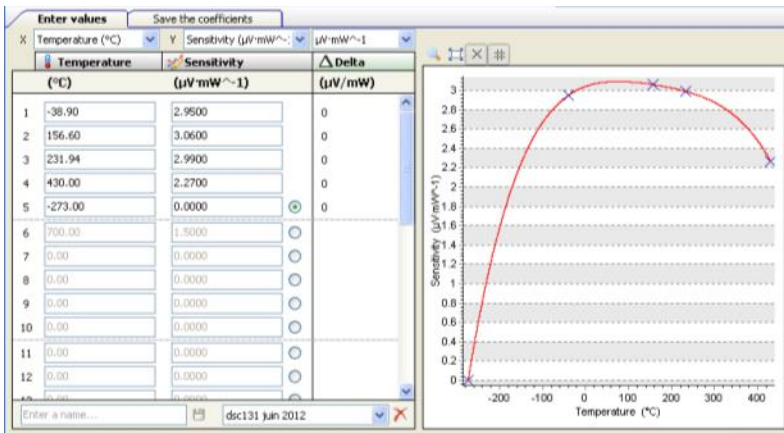 Enter values Save the coefficients
X Temperature (°C) Y Sensitivity (µV·mW^-: µV·mW^-1
Temperature Sensitivity Δ Delta
(°C) (µV·mW^-1) (µV/mW)
1 -38.90 2.9500 0
2 156.60 3.0600 0
3 231.94 2.9900 0
4 430.00 2.2700 0
5 -273.00 0.0000 0
6 700.00 1.5000
7 0.00 0.0000
8 0.00 0.0000
9 0.00 0.0000
10 0.00 0.0000
11 0.00 0.0000
12 0.00 0.0000
Enter a name... dsc131 juin 2012
Sensitivity (µV·mW^-1)
3
2.8
2.6
2.4
2.2
2
1.8
1.6
1.4
1.2
1
0.8
0.6
0.4
0.2
0
-200 -100 0 100 200 300 400
Temperature (°C)